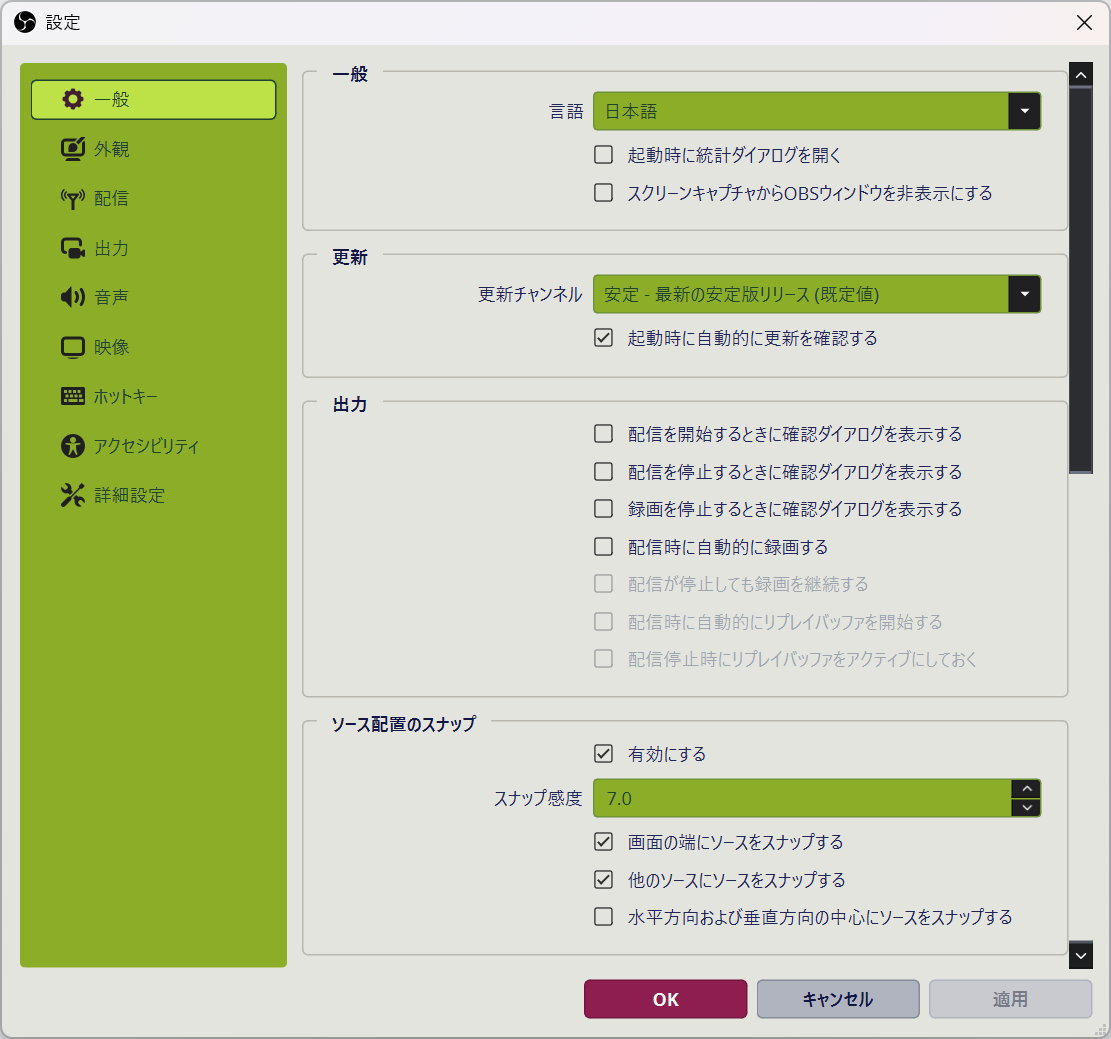 設定
一般
外観
配信
出力
音声
映像
ホットキー
アクセシビリティ
詳細設定
一般
言語 日本語
起動時に統計ダイアログを開く
スクリーンキャプチャからOBSウィンドウを非表示にする
更新
更新チャンネル 安定 - 最新の安定版リリース (既定値)
起動時に自動的に更新を確認する
出力
配信を開始するときに確認ダイアログを表示する
配信を停止するときに確認ダイアログを表示する
録画を停止するときに確認ダイアログを表示する
配信時に自動的に録画する
配信が停止しても録画を継続する
配信時に自動的にリプレイバッファを開始する
配信停止時にリプレイバッファをアクティブにしておく
ソース配置のスナップ
有効にする
スナップ感度 7.0
画面の端にソースをスナップする
他のソースにソースをスナップする
水平方向および垂直方向の中心にソースをスナップする
OK キャンセル 適用